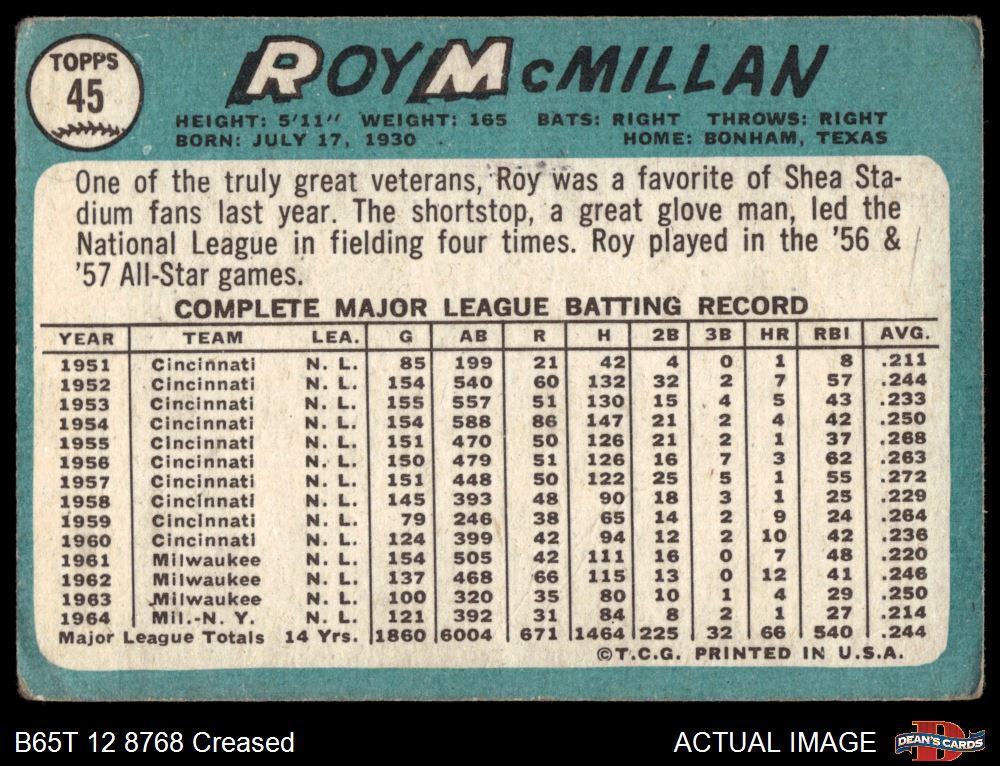 TOPPS
45
ROY McMILLAN
HEIGHT: 5'11" WEIGHT: 165 BATS: RIGHT THROWS: RIGHT
BORN: JULY 17, 1930 HOME: BONHAM, TEXAS
One of the truly great veterans, Roy was a favorite of Shea Sta-
dium fans last year. The shortstop, a great glove man, led the
National League in fielding four times. Roy played in the '56 &
'57 All-Star games.
COMPLETE MAJOR LEAGUE BATTING RECORD
YEAR TEAM LEA. G AB R H 2B 3B HR RBI AVG.
1951 Cincinnati N. L. 85 199 21 42 4 0 1 8 .211
1952 Cincinnati N. L. 154 540 60 132 32 2 7 57 .244
1953 Cincinnati N. L. 155 557 51 130 15 4 5 43 .233
1954 Cincinnati N. L. 154 588 86 147 21 2 4 42 .250
1955 Cincinnati N. L. 151 470 50 126 21 2 1 37 .268
1956 Cincinnati N. L. 150 479 51 126 16 7 3 62 .263
1957 Cincinnati N. L. 151 448 50 122 25 5 1 55 .272
1958 Cincinnati N. L. 145 393 48 90 18 3 1 25 .229
1959 Cincinnati N. L. 79 246 38 65 14 2 9 24 .264
1960 Cincinnati N. L. 124 399 42 94 12 2 10 42 .236
1961 Milwaukee N. L. 154 505 42 111 16 0 7 48 .220
1962 Milwaukee N. L. 137 468 66 115 13 0 12 41 .246
1963 Milwaukee N. L. 100 320 35 80 10 1 4 29 .250
1964 Mil.-N. Y. N. L. 121 392 31 84 8 2 1 27 .214
Major League Totals 14 Yrs. 1860 6004 671 1464 225 32 66 540 .244
©T.C.G. PRINTED IN U.S.A.
B65T 12 8768 Creased
ACTUAL IMAGE
DEAN'S CARDS